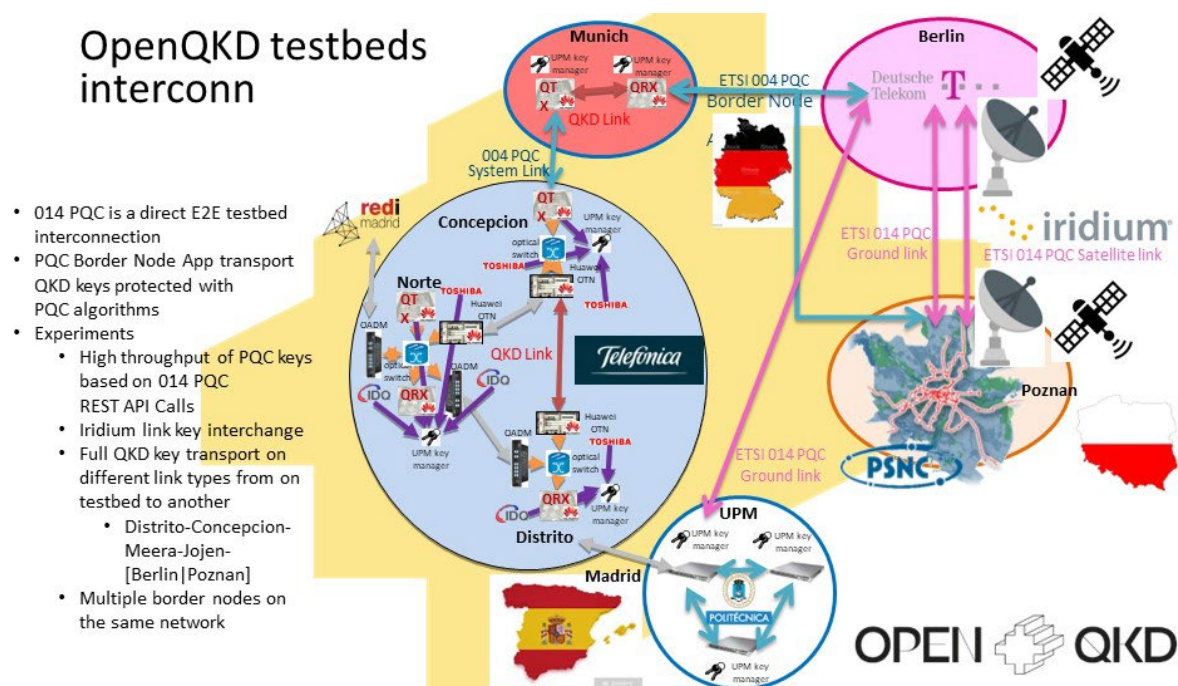 OpenQKD testbeds
interconn
• 014 PQC is a direct E2E testbed
interconnection
• PQC Border Node App transport
QKD keys protected with
PQC algorithms
• Experiments
• High throughput of PQC keys
based on 014 PQC
REST API Calls
• Iridium link key interchange
• Full QKD key transport on
different link types from on
testbed to another
• Distrito-Concepcion-
Meera-Jojen-
[Berlin|Poznan]
• Multiple border nodes on
the same network
Munich
UPM key
manager
UPM key
manager
QT
X
QRX
QKD Link
004 PQC
System Link
ETSI 004 PQC
Border Node
A
Berlin
Deutsche
Telekom
T
iridium
ETSI 014 PQC
Ground link
ETSI 014 PQC Satellite link
Poznan
PSNC
redi
madrid
Concepcion
QT
X
UPM key
manager
optical
switch
TOSHIBA
Huawei
OTN
TOSHIBA
Norte
TOSHIBA
QT
X
Huawei
OTN
OADM
optical
switch
OADM
IDQ
QRX
IDQ
UPM key
manager
QKD Link
Telefónica
Huawei
OTN
TOSHIBA
OADM
optical
switch
IDQ
QRX
UPM key
manager
Distrito
ETSI 014 PQC
Ground link
UPM
UPM key
manager
UPM key
manager
Madrid
POLITÉCNICA
UPM key
manager
OPEN QKD